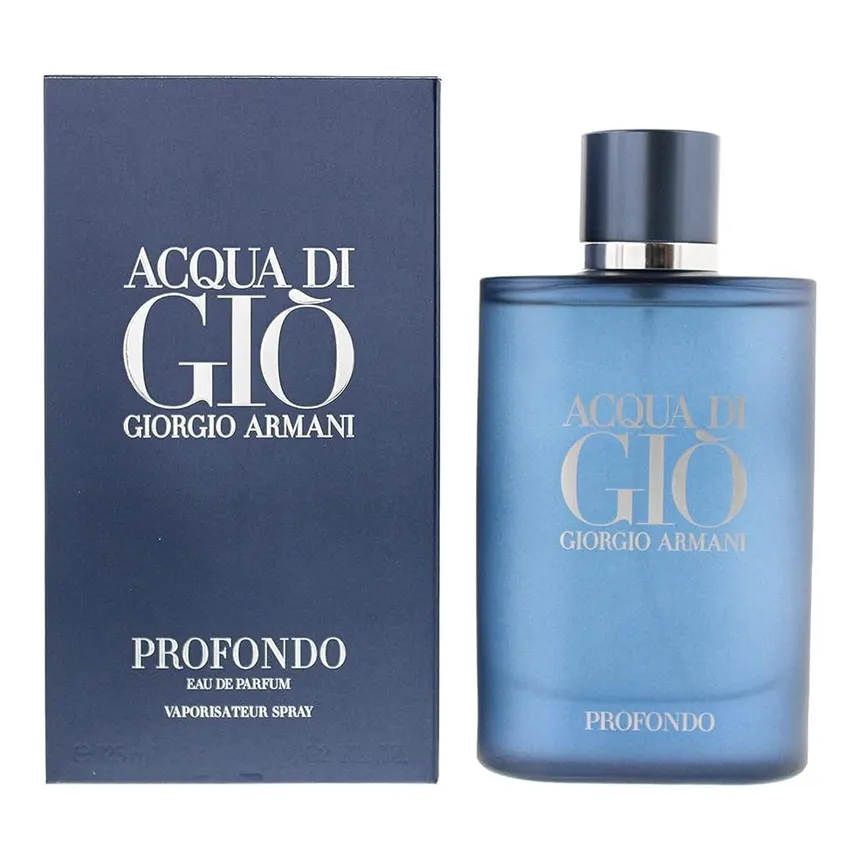 ACQUA DI
GIÒ
GIORGIO ARMANI
PROFONDO
EAU DE PARFUM
VAPORISATEUR SPRAY
ACQUA DI
GIÒ
GIORGIO ARMANI
PROFONDO